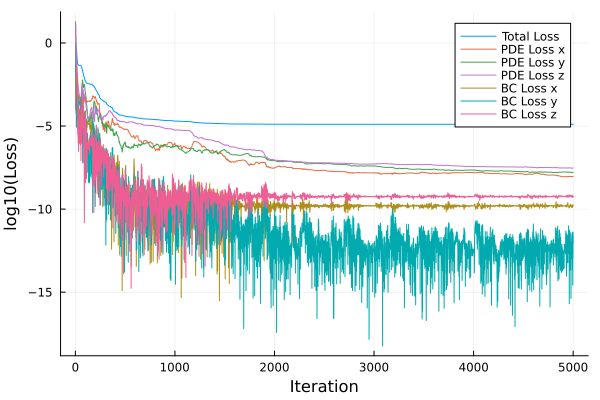 Total Loss
PDE Loss x
PDE Loss y
PDE Loss z
BC Loss x
BC Loss y
BC Loss z
log10(Loss)
0
−5
−10
−15
0 1000 2000 3000 4000 5000
Iteration